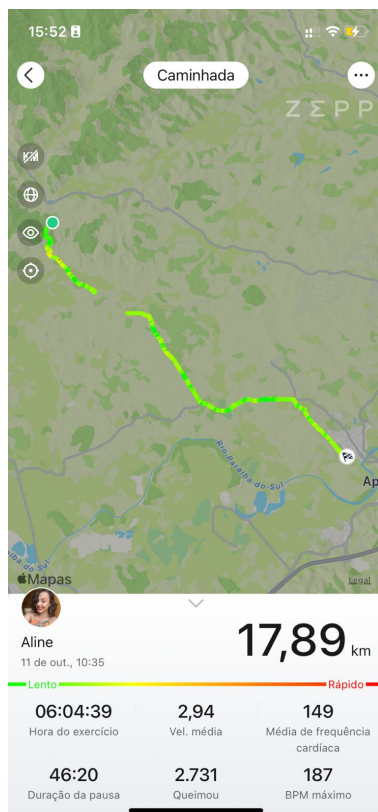 15:52
Caminhada
ZEPP
KM
Rio Paraíba do Sul
Ap
Mapas
Legal
Aline
17,89 km
11 de out., 10:35
Lento
Rápido
06:04:39
2,94
149
Hora do exercício
Vel. média
Média de frequência
cardíaca
46:20
2.731
187
Duração da pausa
Queimou
BPM máximo